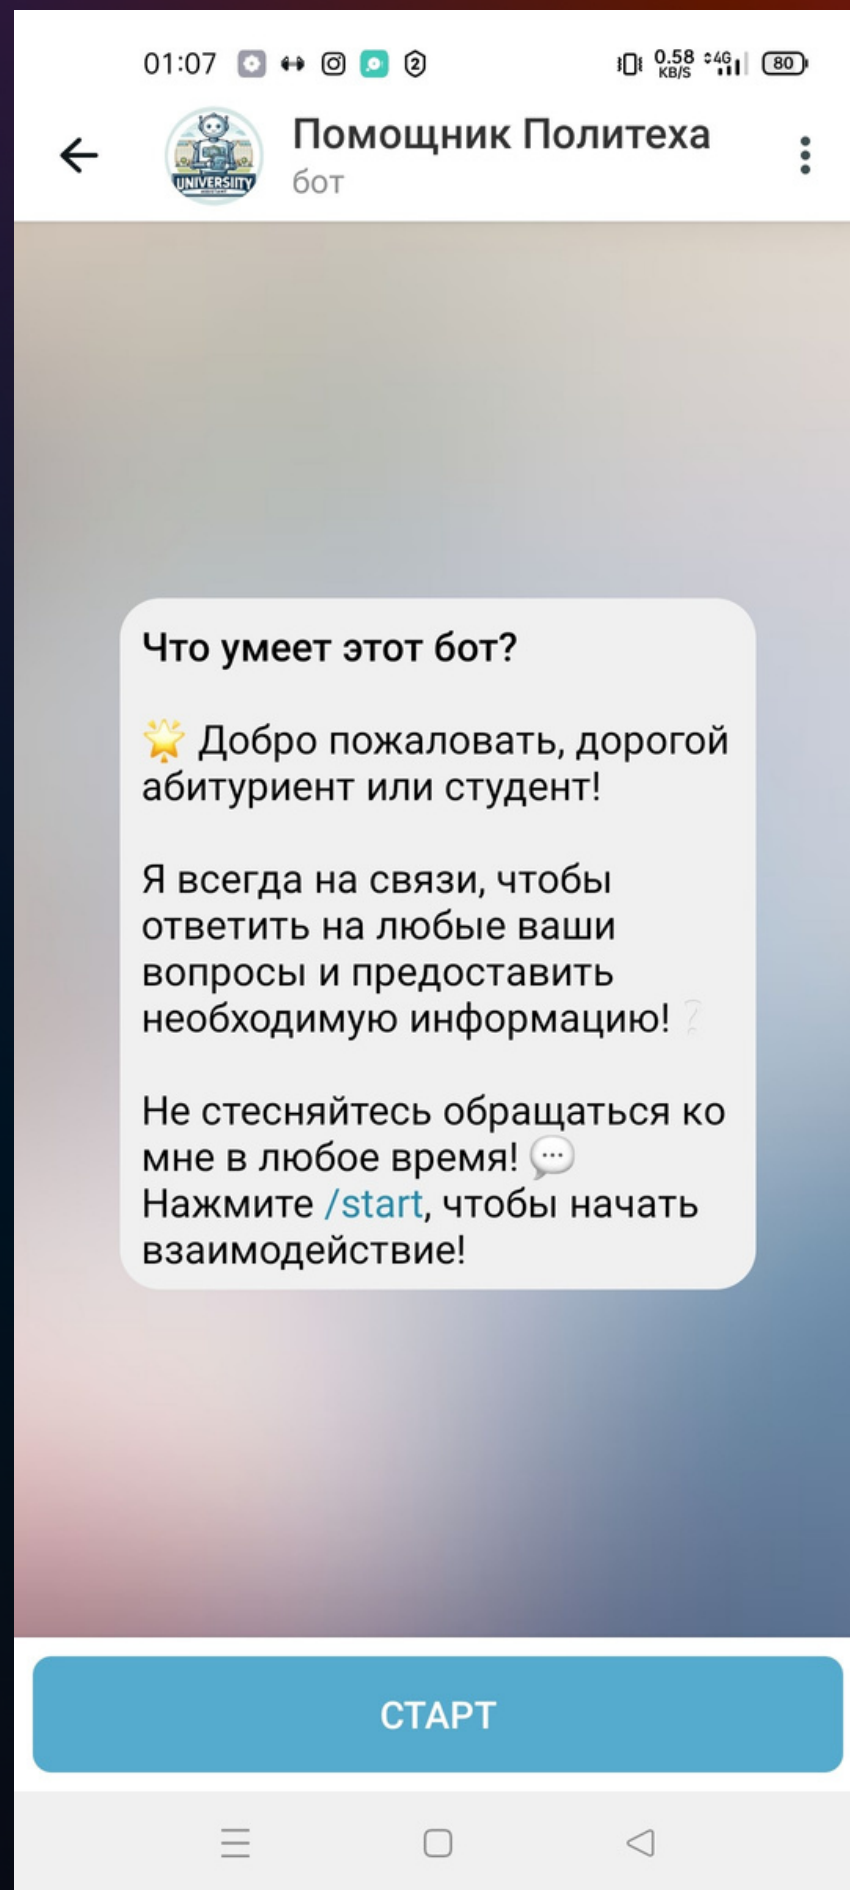 01:07
2
0.58
KB/S
4G
80
Помощник Политеха
бот
UNIVERSIITY
Что умеет этот бот?
🌟 Добро пожаловать, дорогой
абитуриент или студент!
Я всегда на связи, чтобы
ответить на любые ваши
вопросы и предоставить
необходимую информацию! ❔
Не стесняйтесь обращаться ко
мне в любое время! 💬
Нажмите /start, чтобы начать
взаимодействие!
СТАРТ